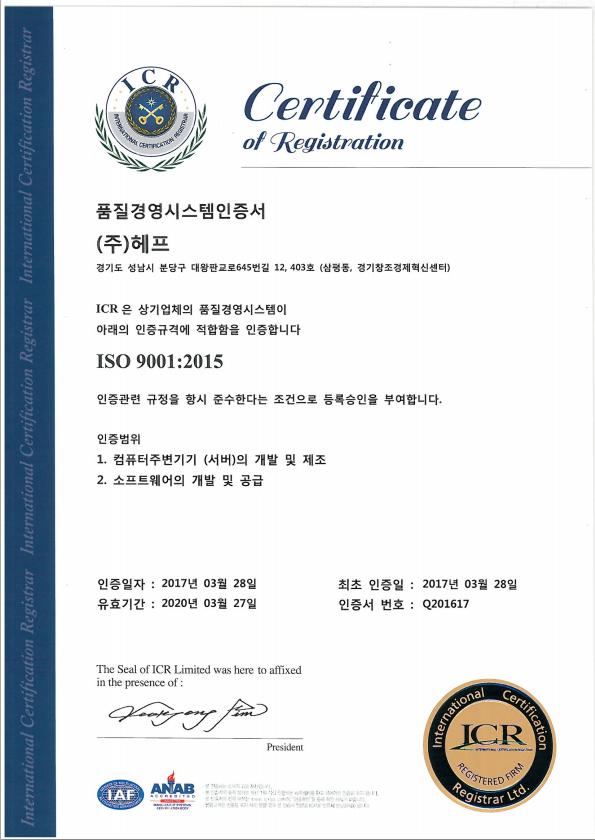 International Certification Registrar
International Certification Registrar
International Certification Registrar
ICR
INTERNATIONAL CERTIFICATION REGISTRAR
Certificate
of Registration
품질경영시스템인증서
(주)헤프
경기도 성남시 분당구 대왕판교로645번길 12, 403호 (삼평동, 경기창조경제혁신센터)
ICR 은 상기업체의 품질경영시스템이
아래의 인증규격에 적합함을 인증합니다
ISO 9001:2015
인증관련 규정을 항시 준수한다는 조건으로 등록승인을 부여합니다.
인증범위
1. 컴퓨터주변기기 (서버)의 개발 및 제조
2. 소프트웨어의 개발 및 공급
인증일자 : 2017년 03월 28일
최초 인증일 : 2017년 03월 28일
유효기간 : 2020년 03월 27일
인증서 번호 : Q201617
The Seal of ICR Limited was here to affixed
in the presence of :
President
IAF
ANAB
ACCREDITED
International Certification
ICR
REGISTERED FIRM
Registrar Ltd.